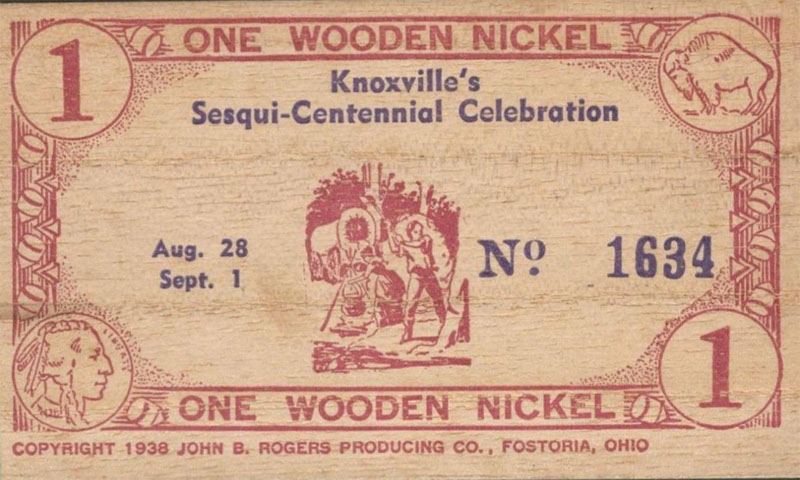 1
ONE WOODEN NICKEL
Knoxville's
Sesqui-Centennial Celebration
Aug. 28
Sept. 1
Nº 1634
LIBERTY
1
ONE WOODEN NICKEL
COPYRIGHT 1938 JOHN B. ROGERS PRODUCING CO., FOSTORIA, OHIO